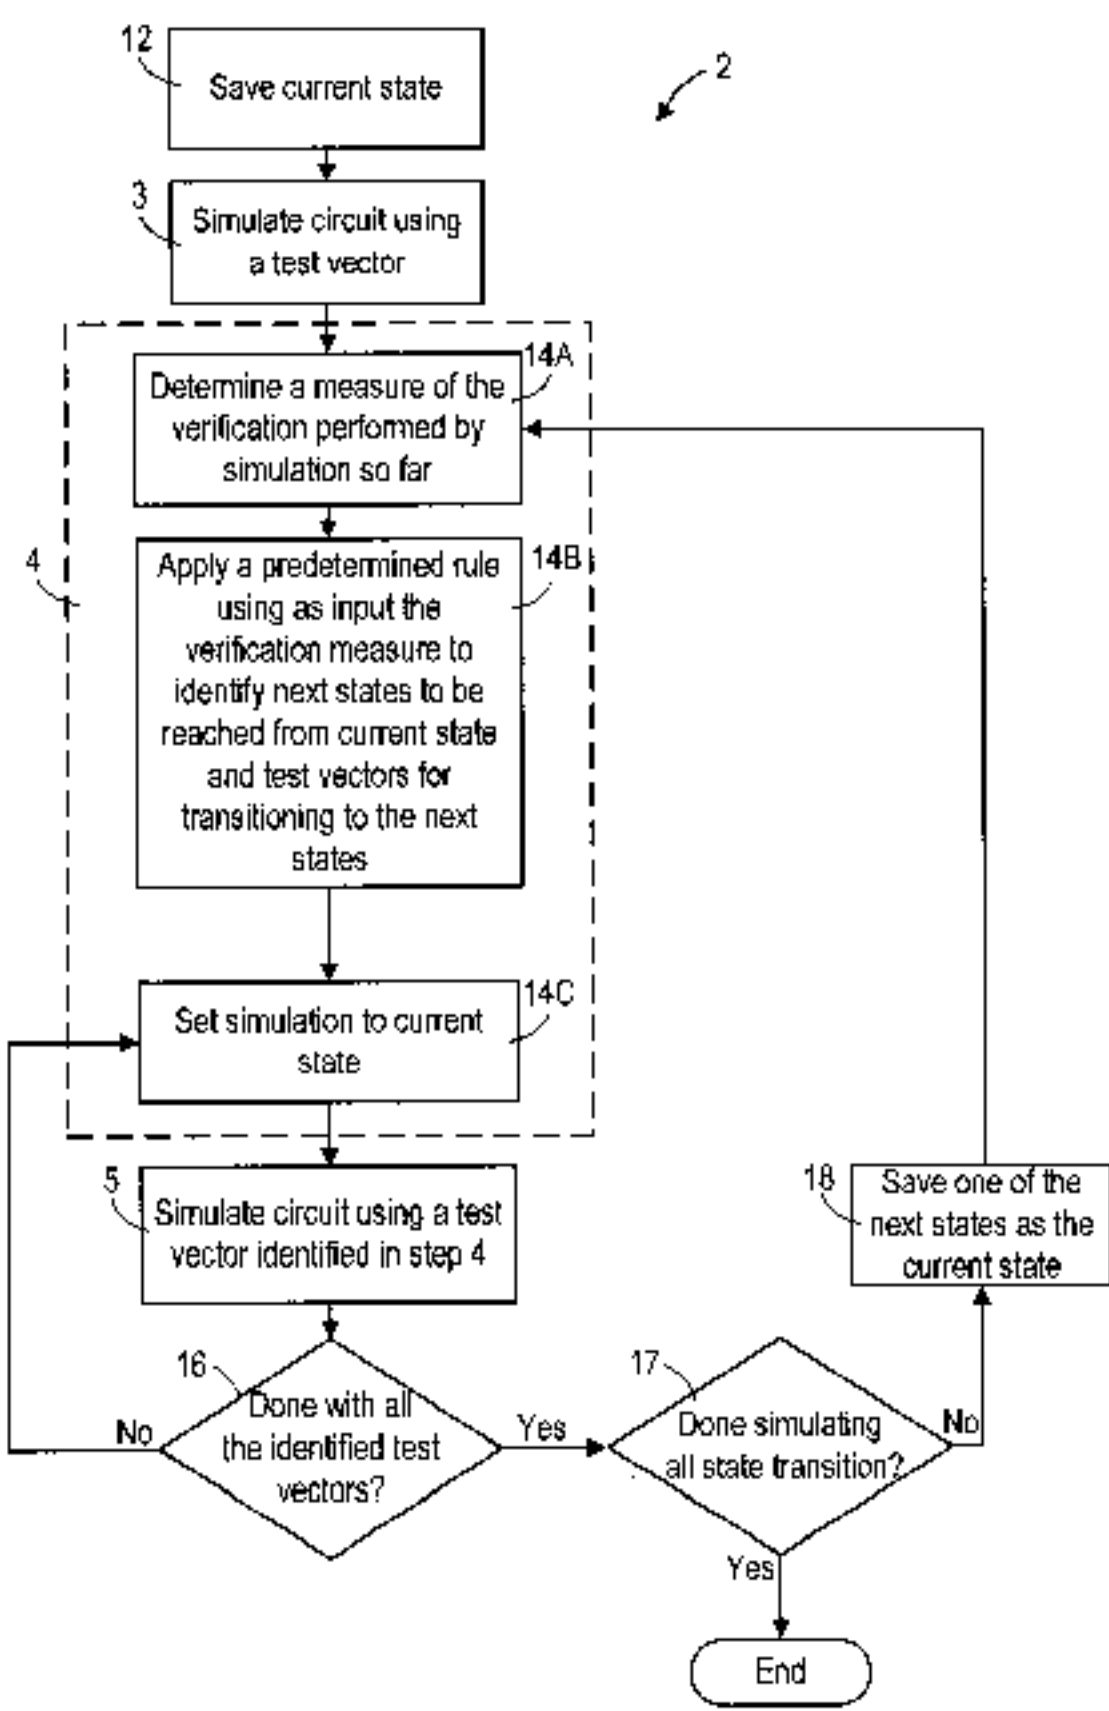 12
Save current state
2
3
Simulate circuit using
a test vector
14A
Determine a measure of the
verification performed by
simulation so far
4
14B
Apply a predetermined rule
using as input the
verification measure to
identify next states to be
reached from current state
and test vectors for
transitioning to the next
states
14C
Set simulation to current
state
5
Simulate circuit using a test
vector identified in step 4
18
Save one of the
next states as the
current state
16
Done with all
the identified test
vectors?
No
Yes
17
Done simulating
all state transition?
No
Yes
End